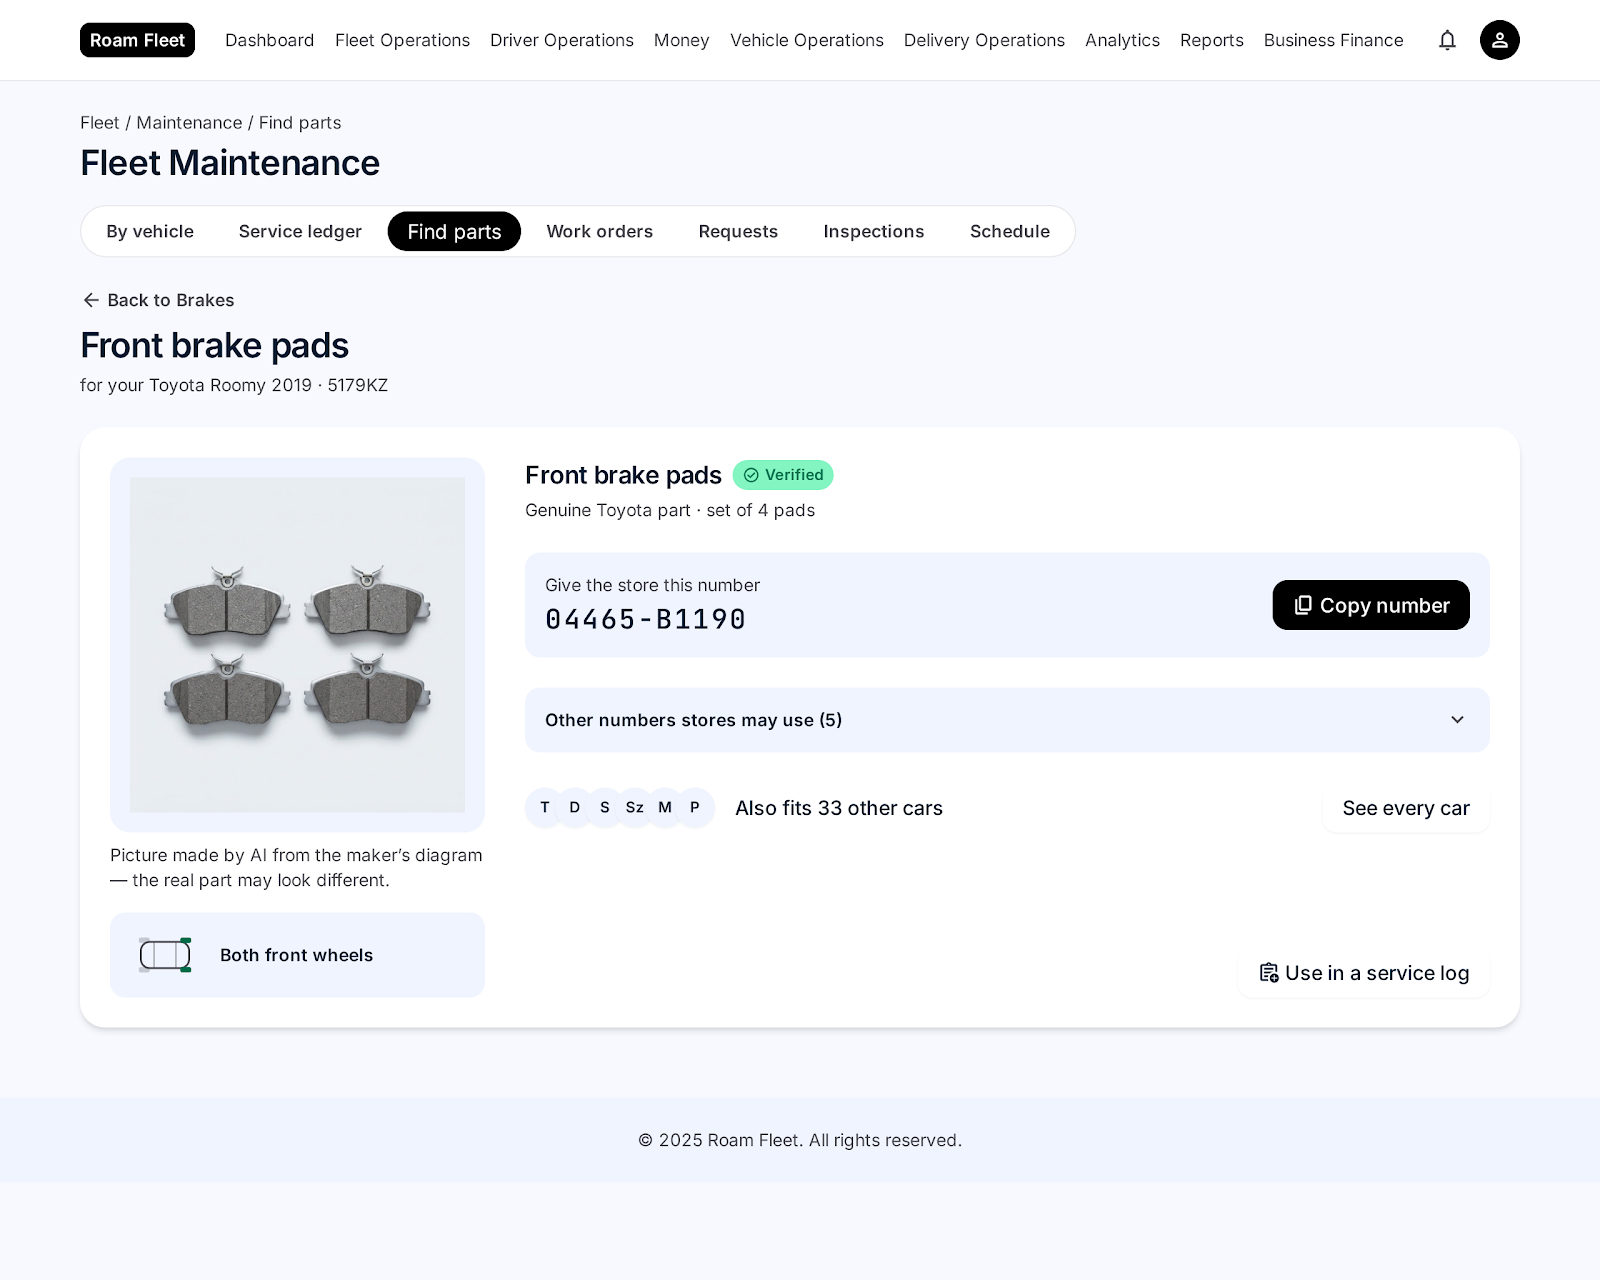 Roam Fleet
Dashboard
Fleet Operations
Driver Operations
Money
Vehicle Operations
Delivery Operations
Analytics
Reports
Business Finance
Fleet / Maintenance / Find parts
Fleet Maintenance
By vehicle
Service ledger
Find parts
Work orders
Requests
Inspections
Schedule
Back to Brakes
Front brake pads
for your Toyota Roomy 2019 · 5179KZ
Front brake pads
Verified
Genuine Toyota part · set of 4 pads
Give the store this number
04465-B1190
Copy number
Other numbers stores may use (5)
T D S Sz M P
Also fits 33 other cars
See every car
Picture made by AI from the maker’s diagram
— the real part may look different.
Both front wheels
Use in a service log
© 2025 Roam Fleet. All rights reserved.